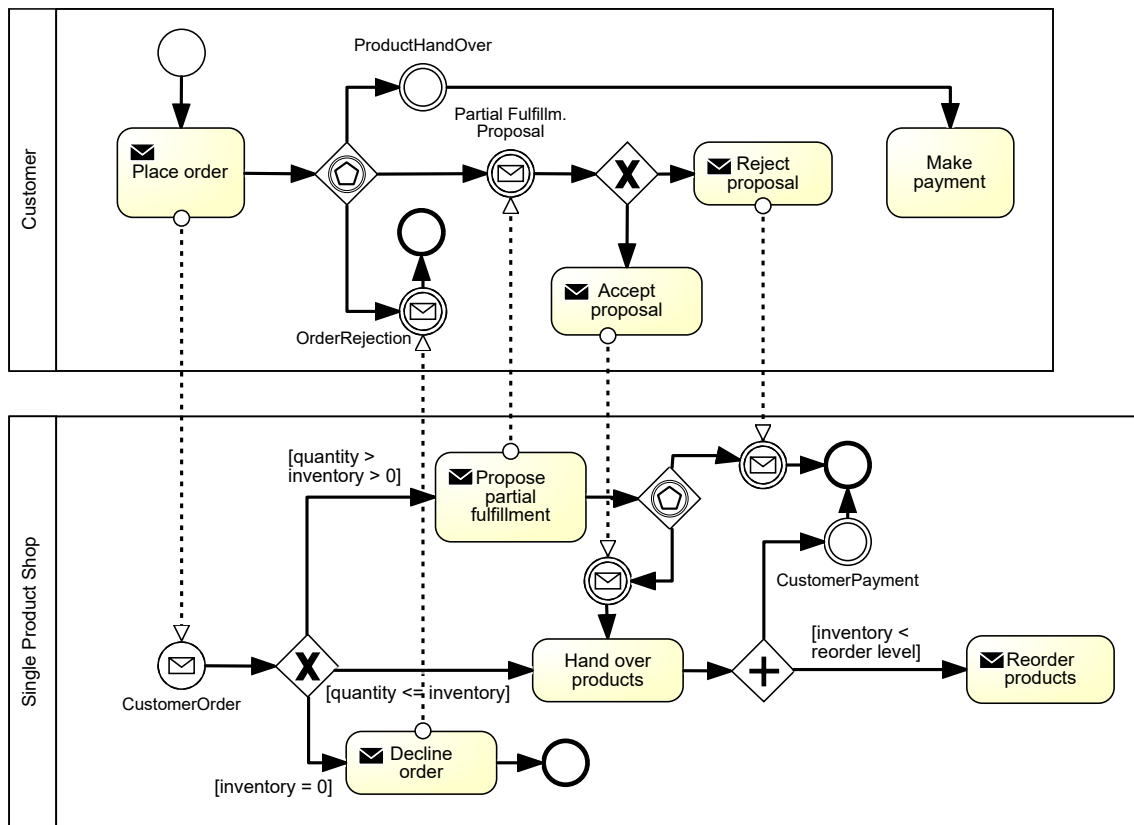 Customer
ProductHandOver
Partial Fulfillm.
Proposal
Place order
Reject
proposal
Make
payment
Accept
proposal
OrderRejection
Single Product Shop
[quantity >
inventory > 0]
Propose
partial
fulfillment
CustomerPayment
[inventory <
reorder level]
Hand over
products
Reorder
products
CustomerOrder
[quantity <= inventory]
Decline
order
[inventory = 0]